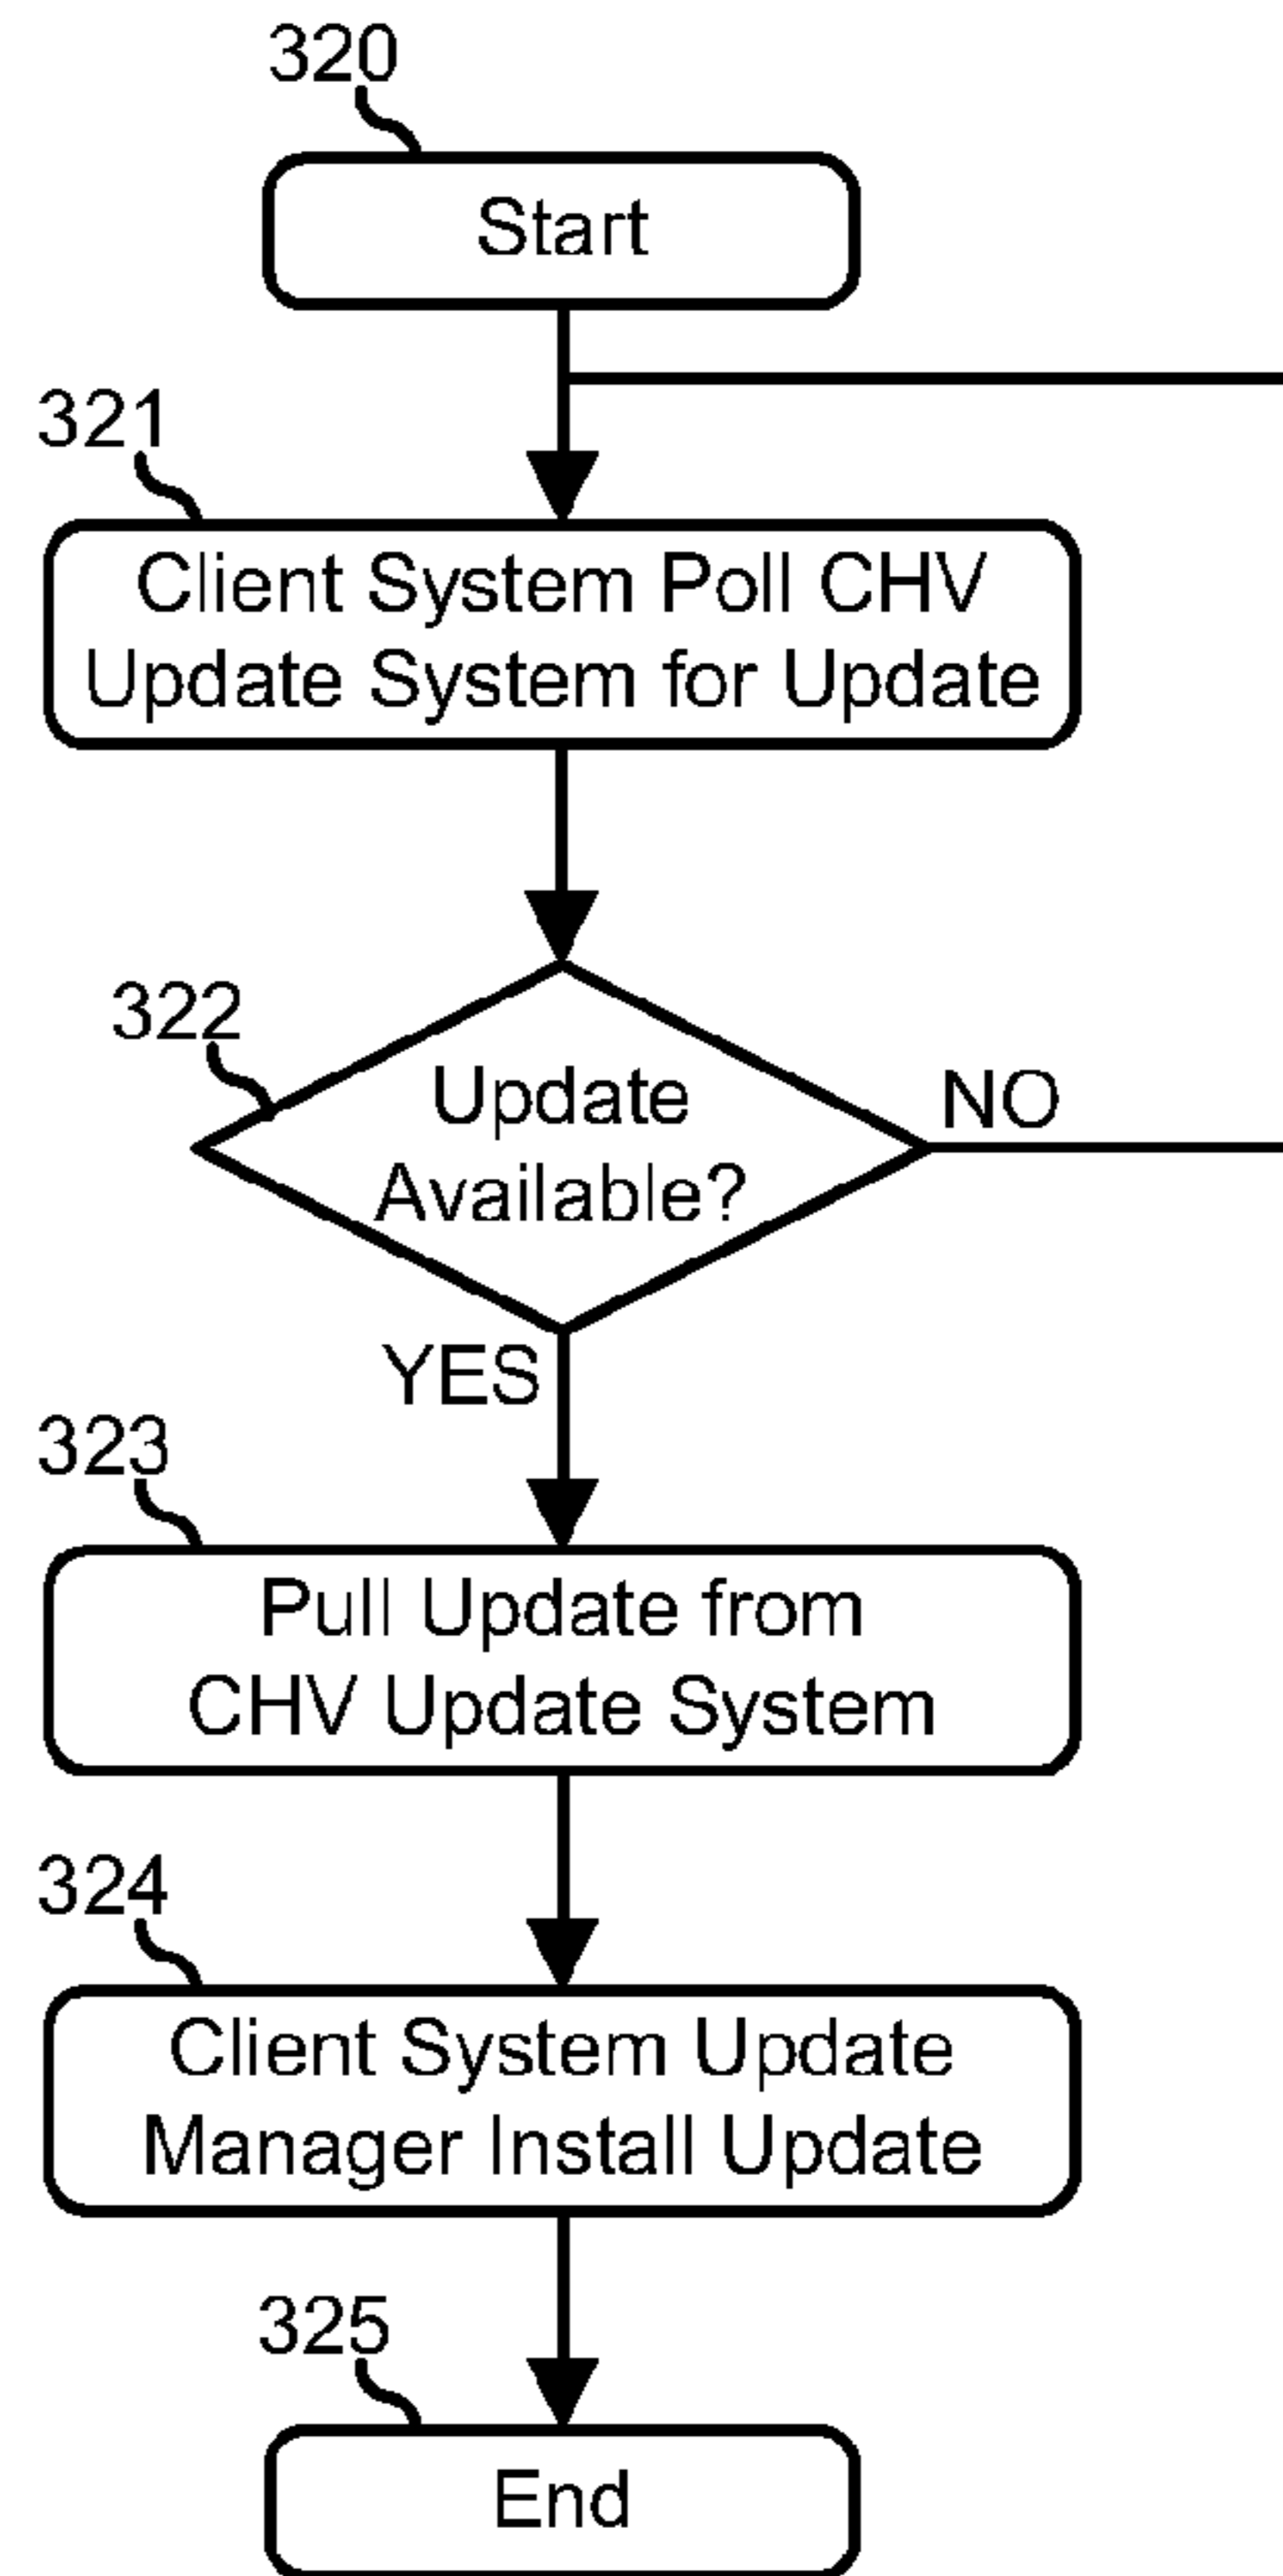 320
Start
321
Client System Poll CHV
Update System for Update
322
Update
Available?
NO
YES
323
Pull Update from
CHV Update System
324
Client System Update
Manager Install Update
325
End